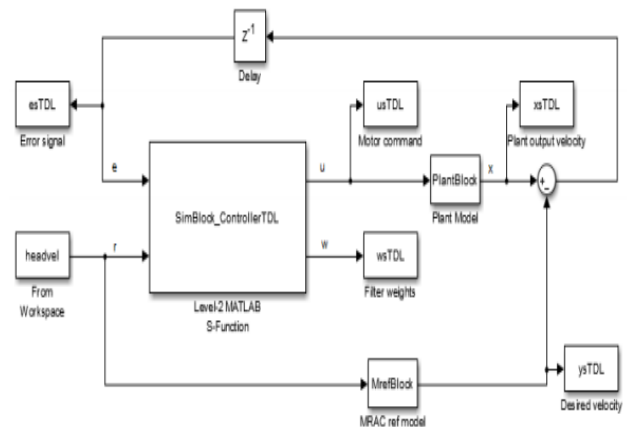 z-1
Delay
esTDL
Error signal
usTDL
Motor command
xsTDL
Plant output velocity
e
u
x
PlantBlock
+-
Plant Model
SimBlock_ControllerTDL
headvel
r
w
wsTDL
From
Workspace
Filter weights
Level-2 MATLAB
S-Function
ysTDL
MrefBlock
Desired velocity
MRAC ref model